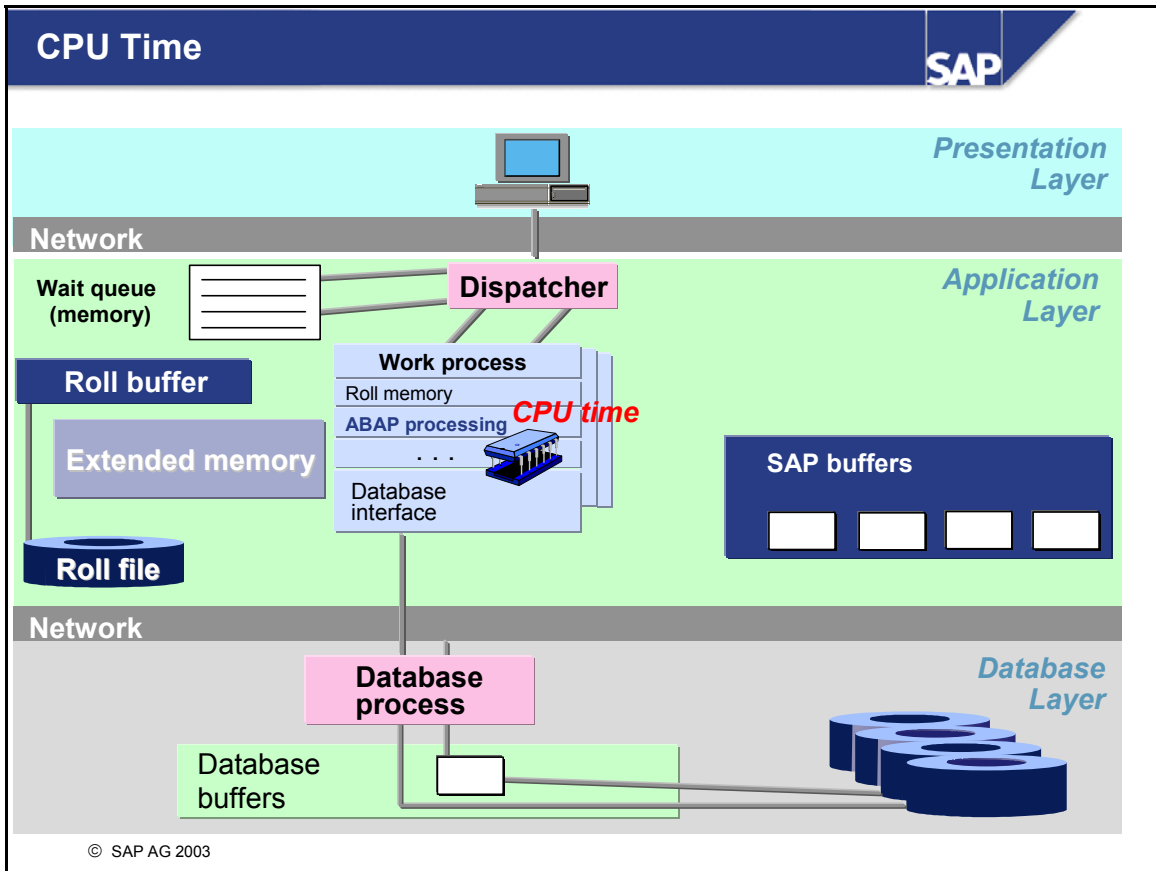 CPU Time
SAP
Presentation
Layer
Network
Wait queue
(memory)
Dispatcher
Application
Layer
Work process
Roll buffer
Roll memory
CPU time
ABAP processing
Extended memory
. . .
SAP buffers
Database
interface
Roll file
Network
Database
process
Database
Layer
Database
buffers
© SAP AG 2003